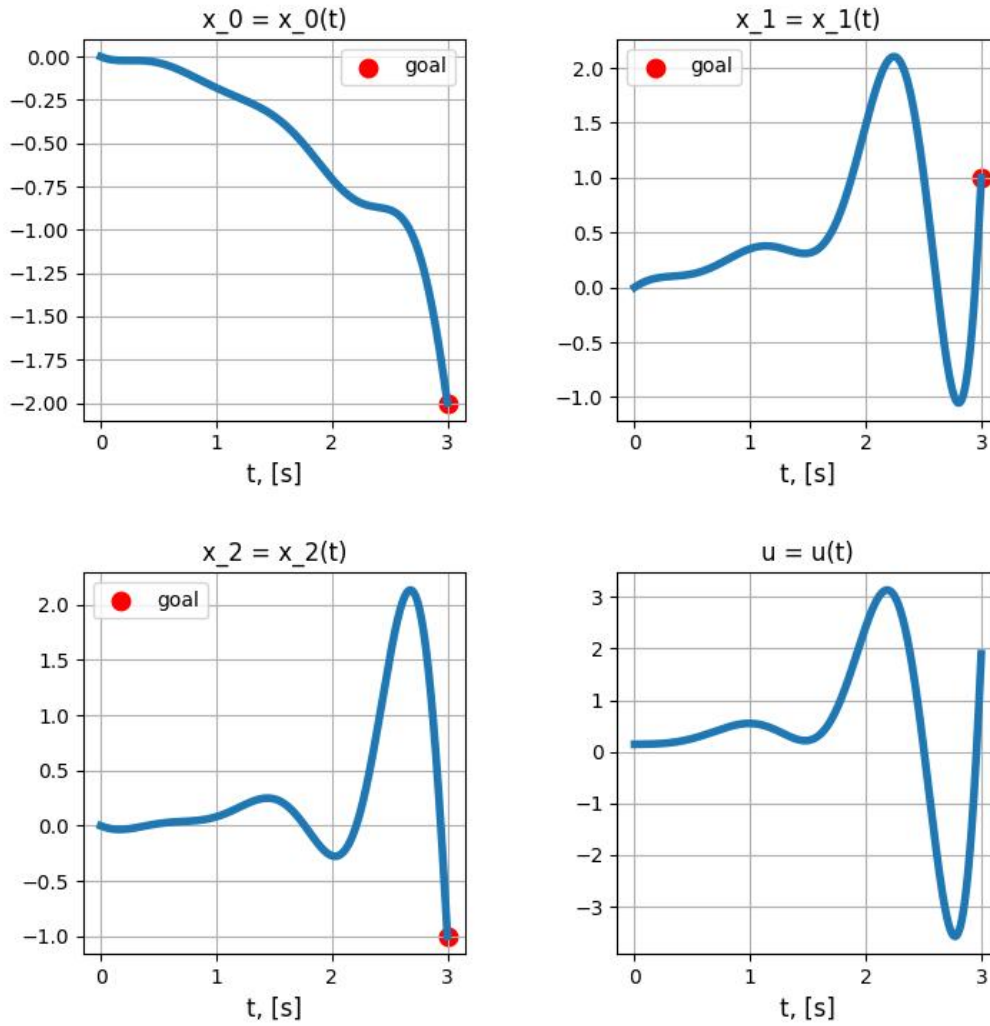 x_0 = x_0(t)
goal
0.00
−0.25
−0.50
−0.75
−1.00
−1.25
−1.50
−1.75
−2.00
0 1 2 3
t, [s]
x_1 = x_1(t)
goal
2.0
1.5
1.0
0.5
0.0
−0.5
−1.0
0 1 2 3
t, [s]
x_2 = x_2(t)
goal
2.0
1.5
1.0
0.5
0.0
−0.5
−1.0
0 1 2 3
t, [s]
u = u(t)
3
2
1
0
−1
−2
−3
0 1 2 3
t, [s]